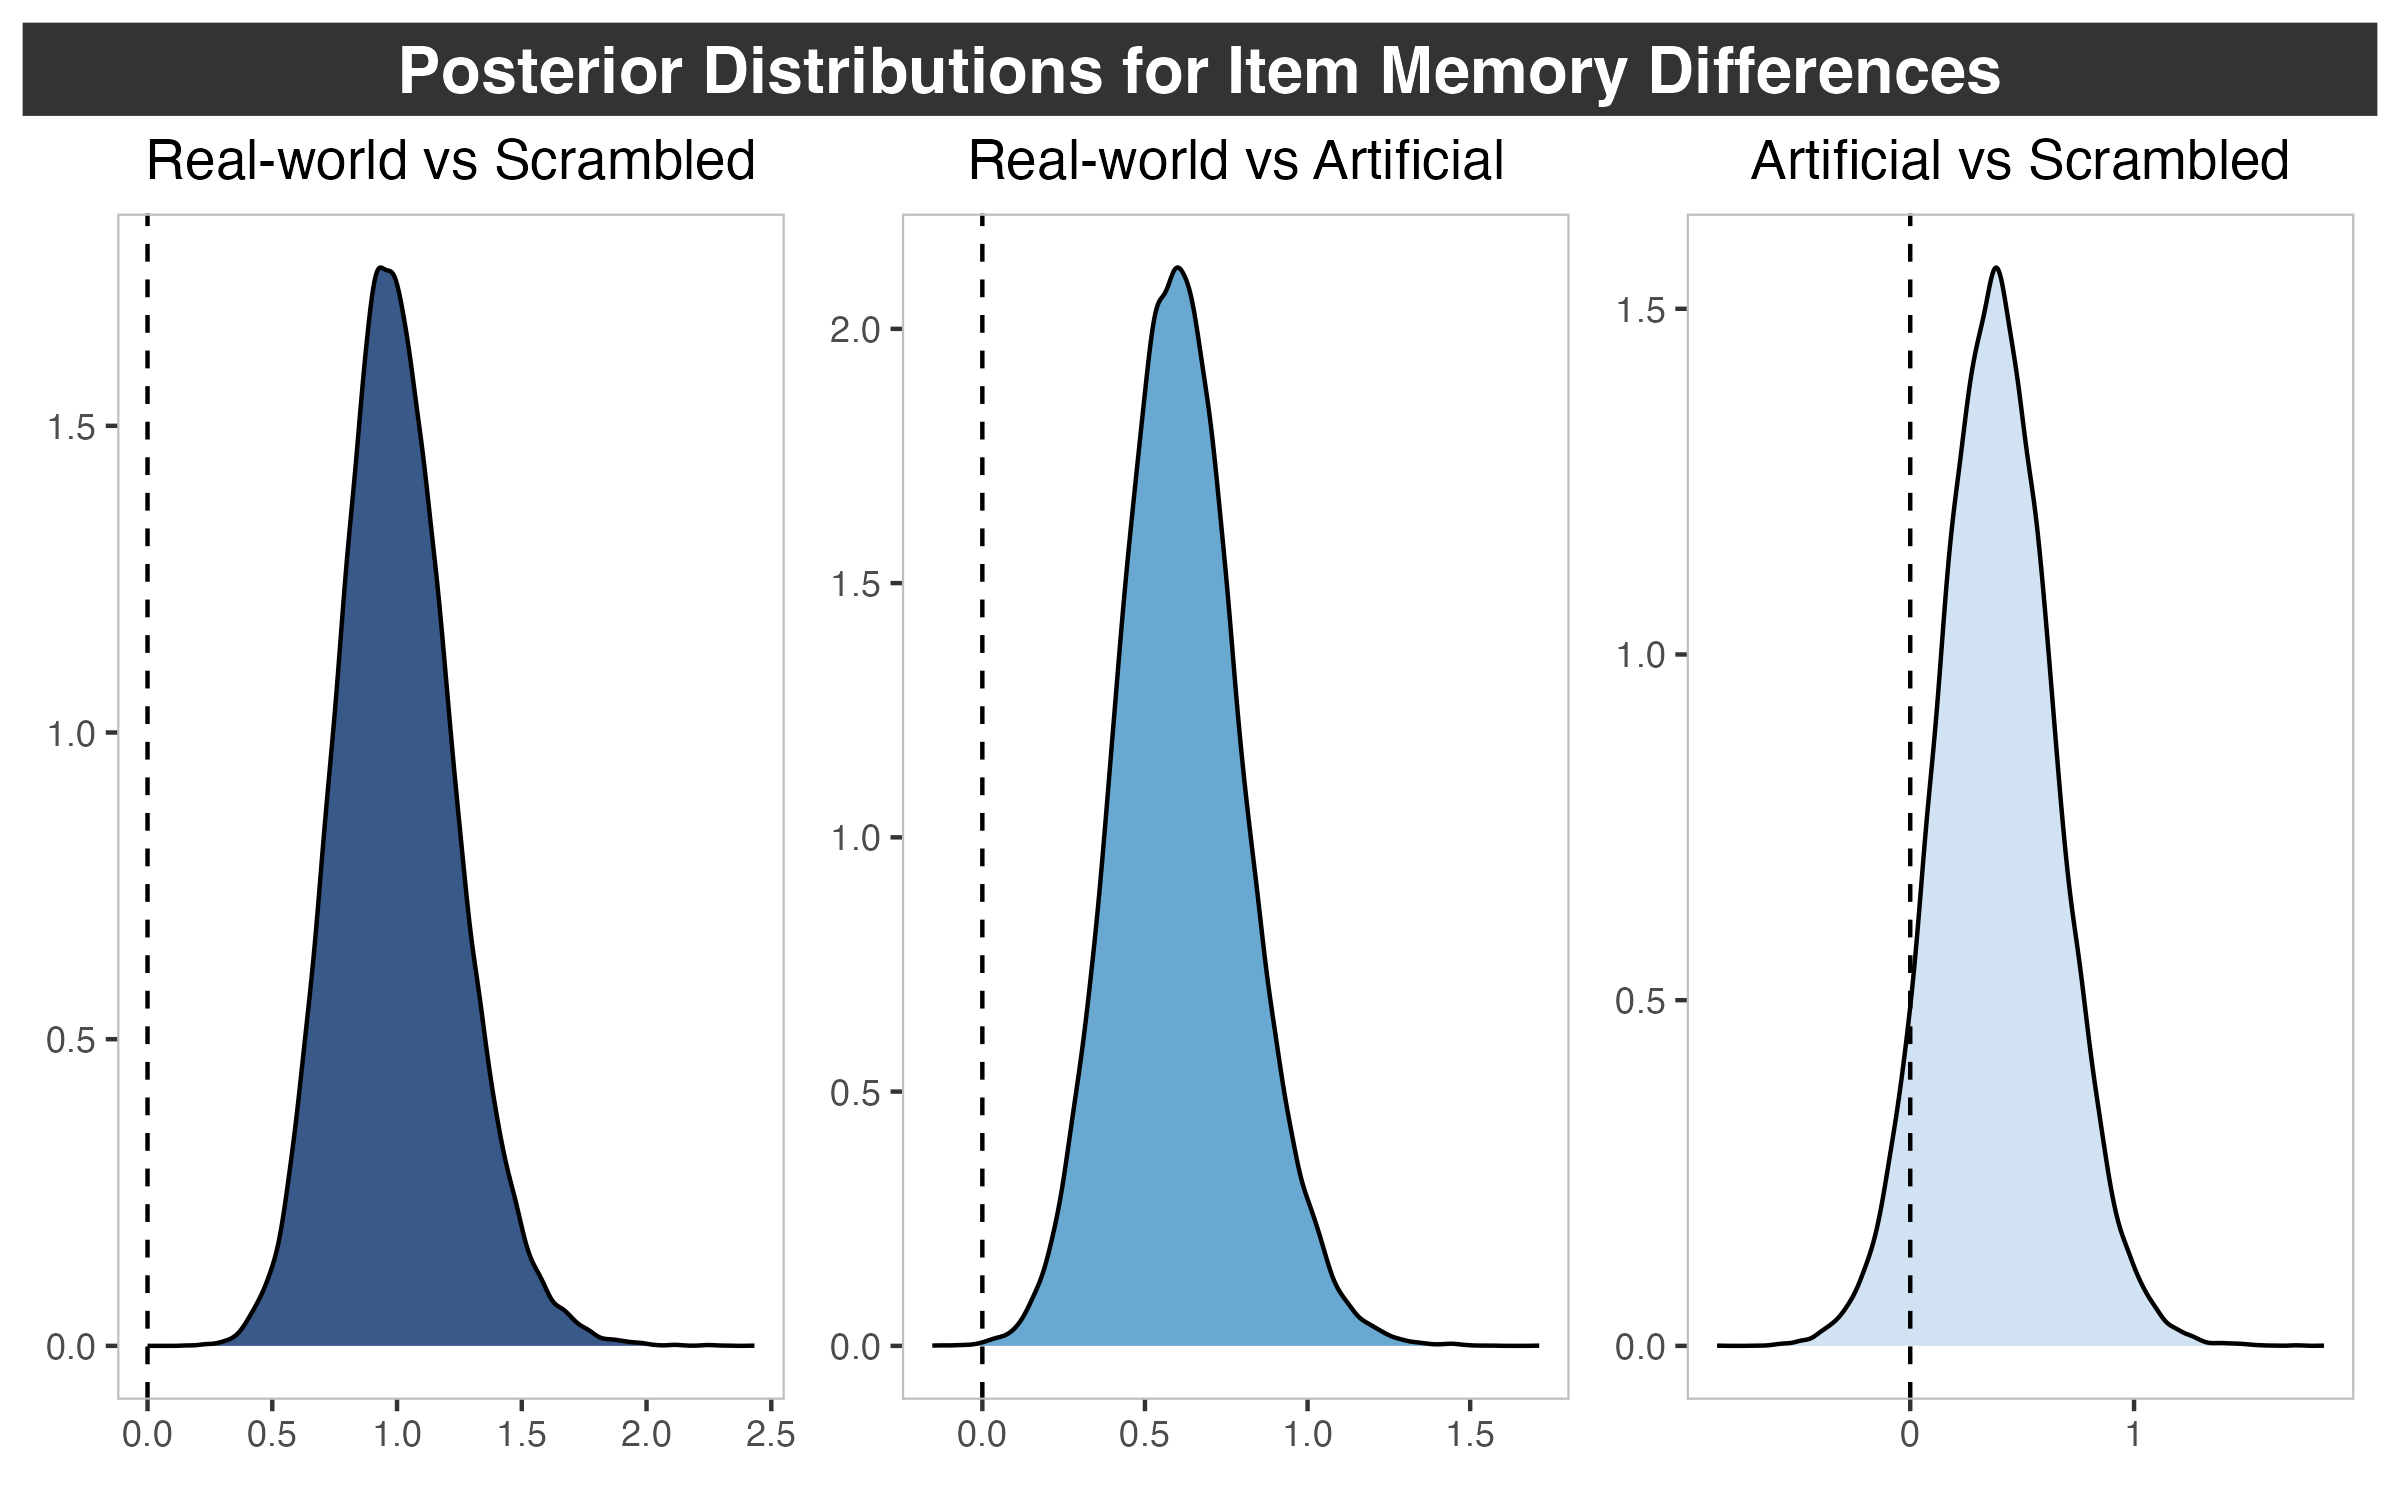 Posterior Distributions for Item Memory Differences
Real-world vs Scrambled
1.5
1.0
0.5
0.0
0.0 0.5 1.0 1.5 2.0 2.5
Real-world vs Artificial
2.0
1.5
1.0
0.5
0.0
0.0 0.5 1.0 1.5
Artificial vs Scrambled
1.5
1.0
0.5
0.0
0 1